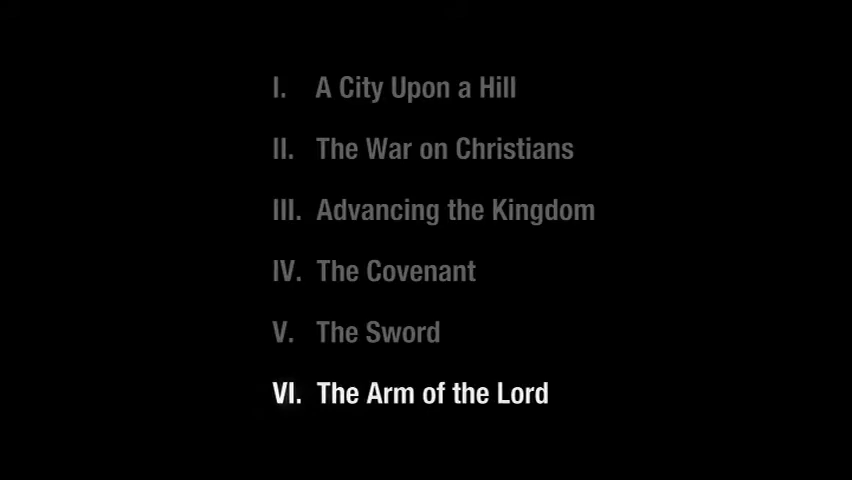 I. A City Upon a Hill
II. The War on Christians
III. Advancing the Kingdom
IV. The Covenant
V. The Sword
VI. The Arm of the Lord